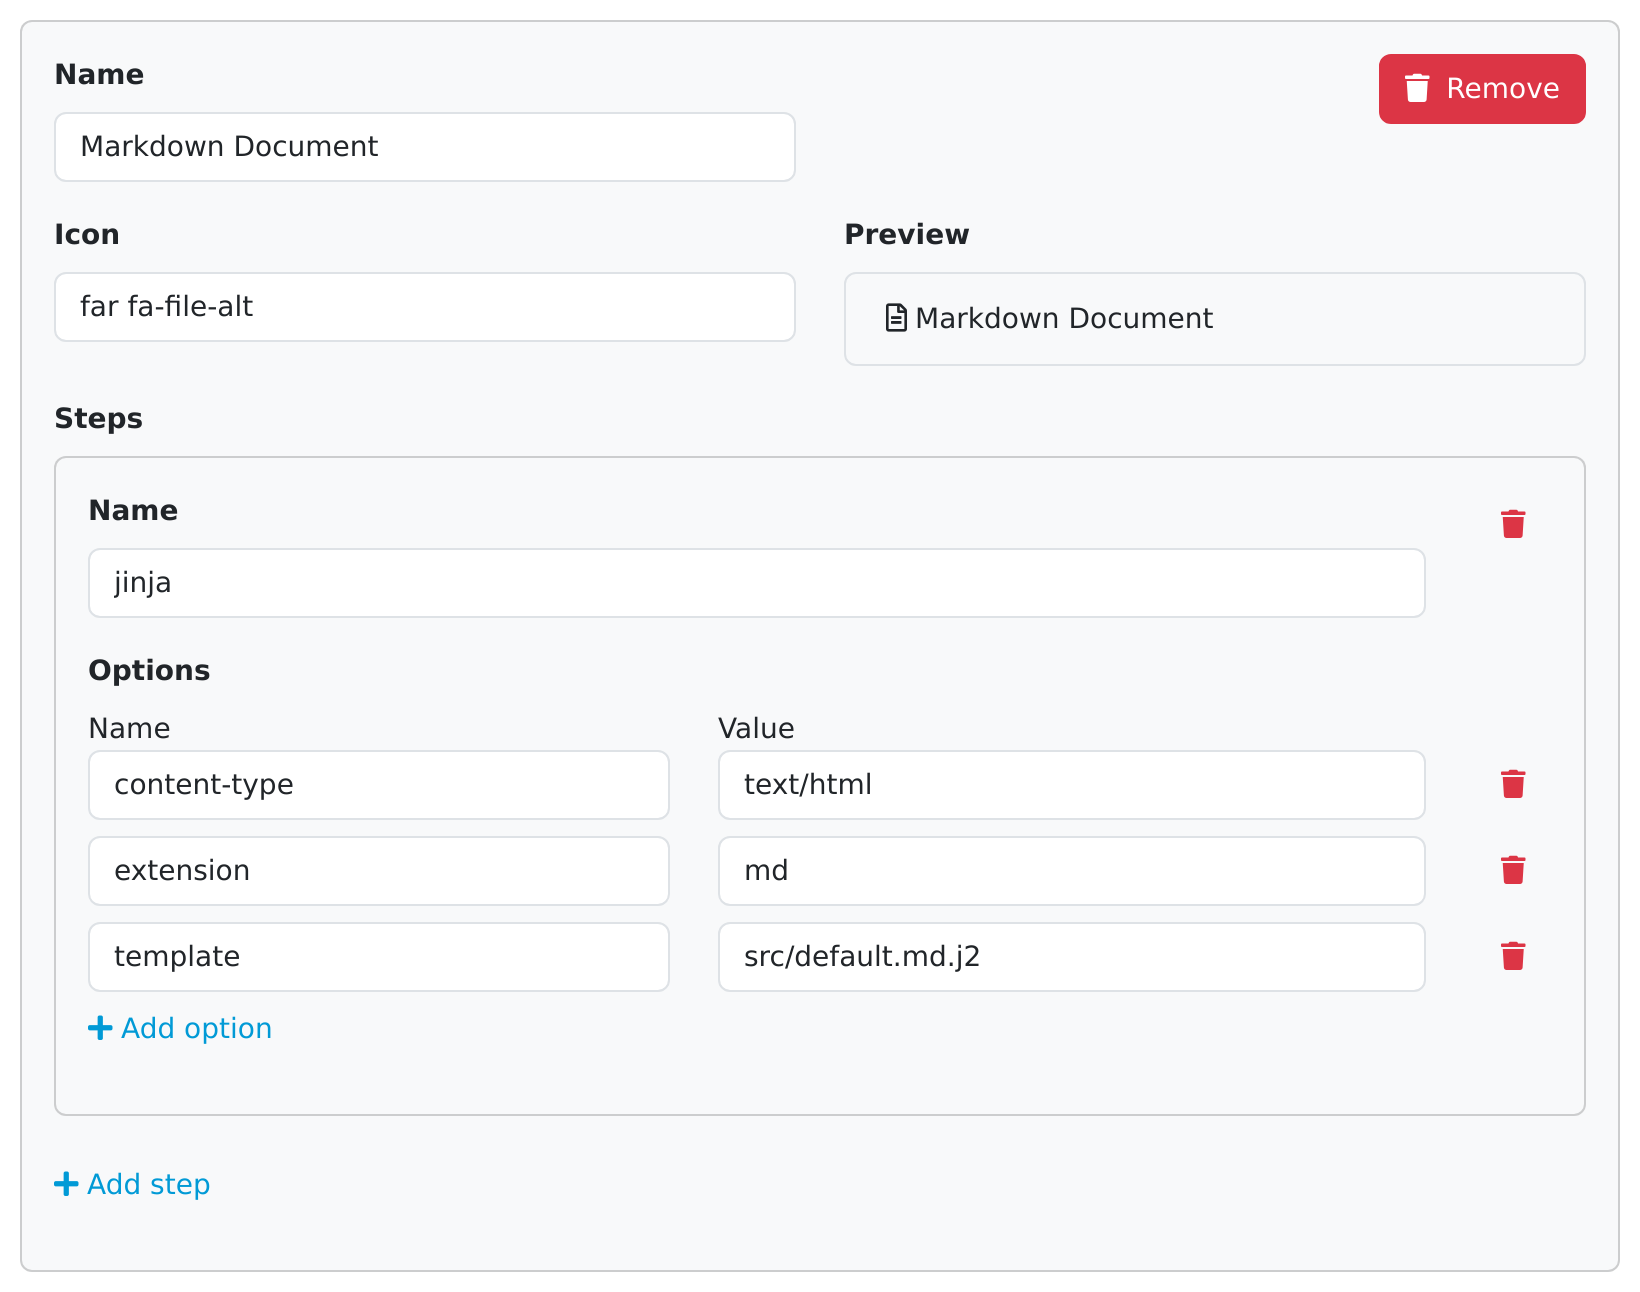 Name
Remove
Markdown Document
Icon
Preview
far fa-file-alt
Markdown Document
Steps
Name
jinja
Options
Name Value
content-type text/html
extension md
template src/default.md.j2
Add option
Add step